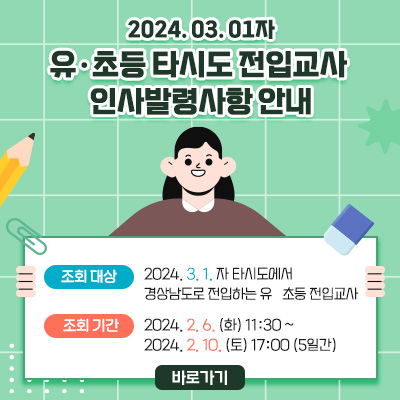 2024. 03. 01자
유·초등 타시도 전입교사
인사발령사항 안내
조회 대상
2024. 3. 1. 자 타시도에서
경상남도로 전입하는 유 초등 전입교사
조회 기간
2024. 2. 6. (화) 11:30 ~
2024. 2. 10. (토) 17:00 (5일간)
바로가기